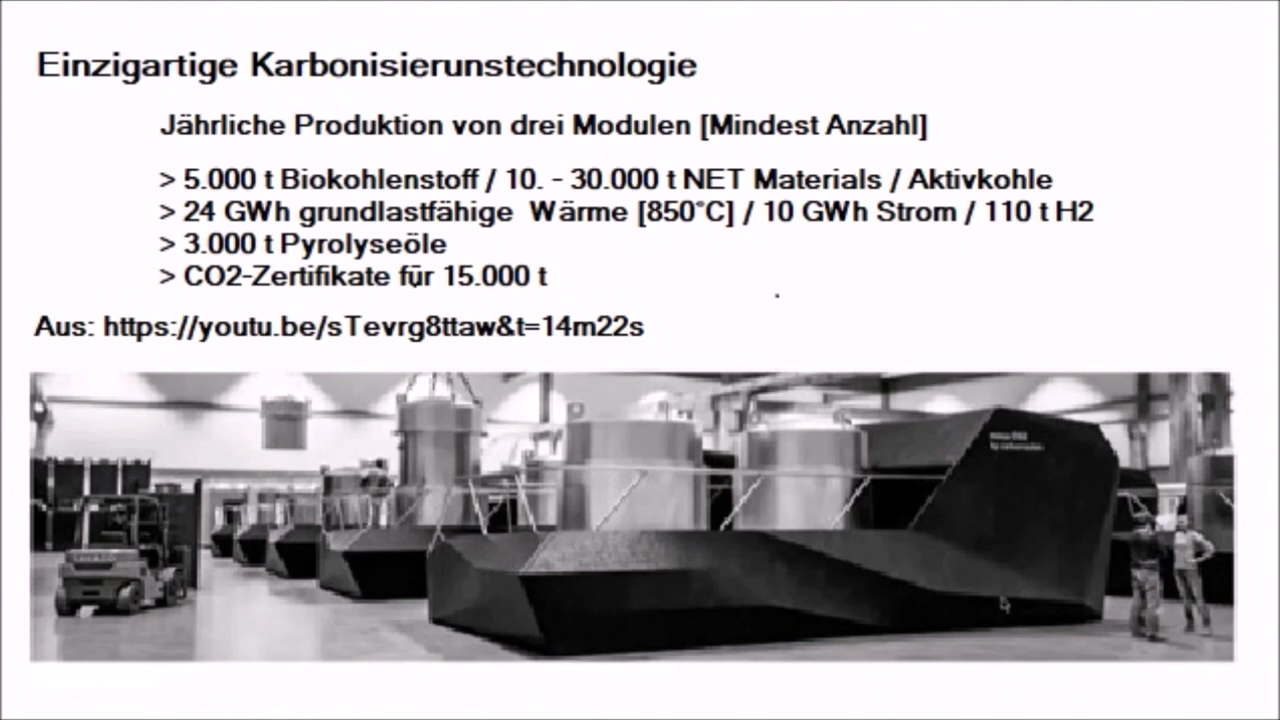 Einzigartige Karbonisierunstechnologie
Jährliche Produktion von drei Modulen [Mindest Anzahl]
> 5.000 t Biokohlenstoff / 10. - 30.000 t NET Materials / Aktivkohle
> 24 GWh grundlastfähige Wärme [850°C] / 10 GWh Strom / 110 t H2
> 3.000 t Pyrolyseöle
> CO2-Zertifikate für 15.000 t
Aus: https://youtu.be/sTevrg8ttaw&t=14m22s